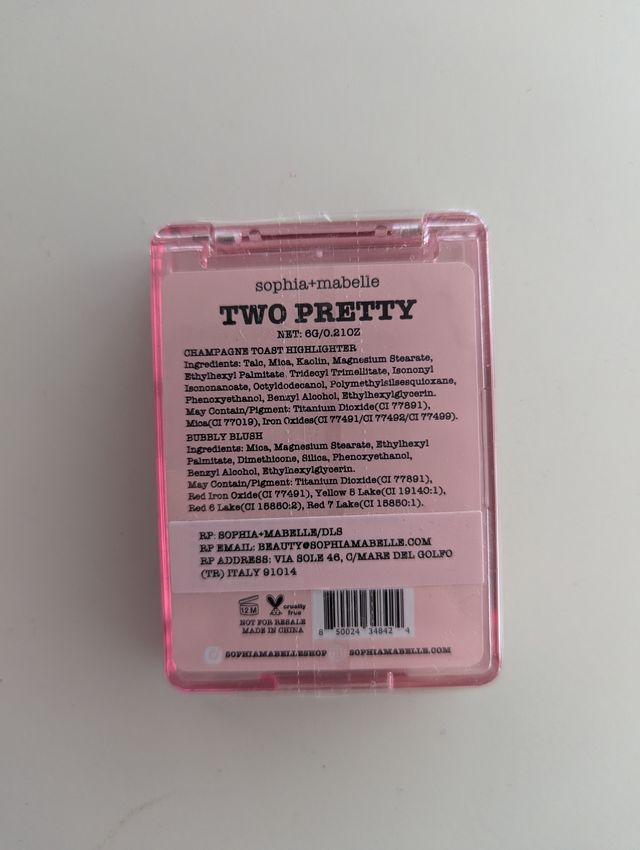 sophia+mabelle
TWO PRETTY
NET: 6G/0.21OZ
CHAMPAGNE TOAST HIGHLIGHTER
Ingredients: Talc, Mica, Kaolin, Magnesium Stearate,
Ethylhexyl Palmitate, Tridecyl Trimellitate, Isononyl
Isononanoate, Octyldodecanol, Polymethylsilsesquioxane,
Phenoxyethanol, Benzyl Alcohol, Ethylhexylglycerin.
May Contain/Pigment: Titanium Dioxide(CI 77891),
Mica(CI 77019), Iron Oxides(CI 77491/CI 77492/CI 77499).
BUBBLY BLUSH
Ingredients: Mica, Magnesium Stearate, Ethylhexyl
Palmitate, Dimethicone, Silica, Phenoxyethanol,
Benzyl Alcohol, Ethylhexylglycerin.
May Contain/Pigment: Titanium Dioxide(CI 77891),
Red Iron Oxide(CI 77491), Yellow 5 Lake(CI 19140:1),
Red 6 Lake(CI 15850:2), Red 7 Lake(CI 15850:1).
RP: SOPHIA+MABELLE/DLS
RP EMAIL: BEAUTY@SOPHIAMABELLE.COM
RP ADDRESS: VIA SOLE 46, C/MARE DEL GOLFO
(TR) ITALY 91014
12 M
cruelty
free
NOT FOR RESALE
MADE IN CHINA
8 50024 34842 4
SOPHIAMABELLESHOP
SOPHIAMABELLE.COM